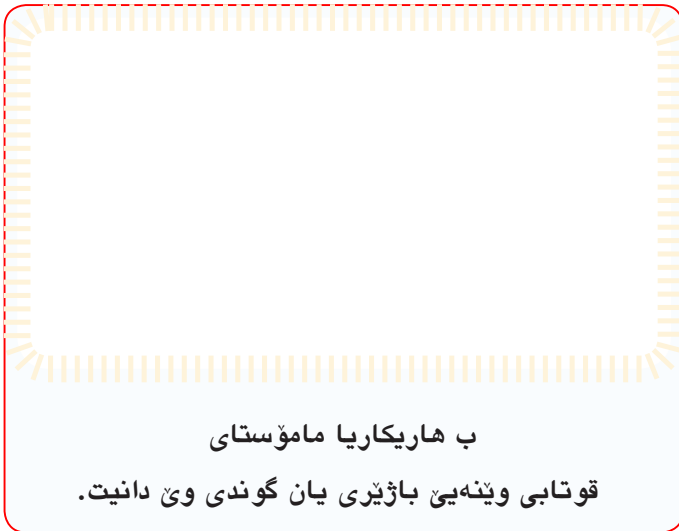 ب هاریکاریا مامۆستای
قوتابی وێنەیێ باژێری یان گوندی وێ دانیت.